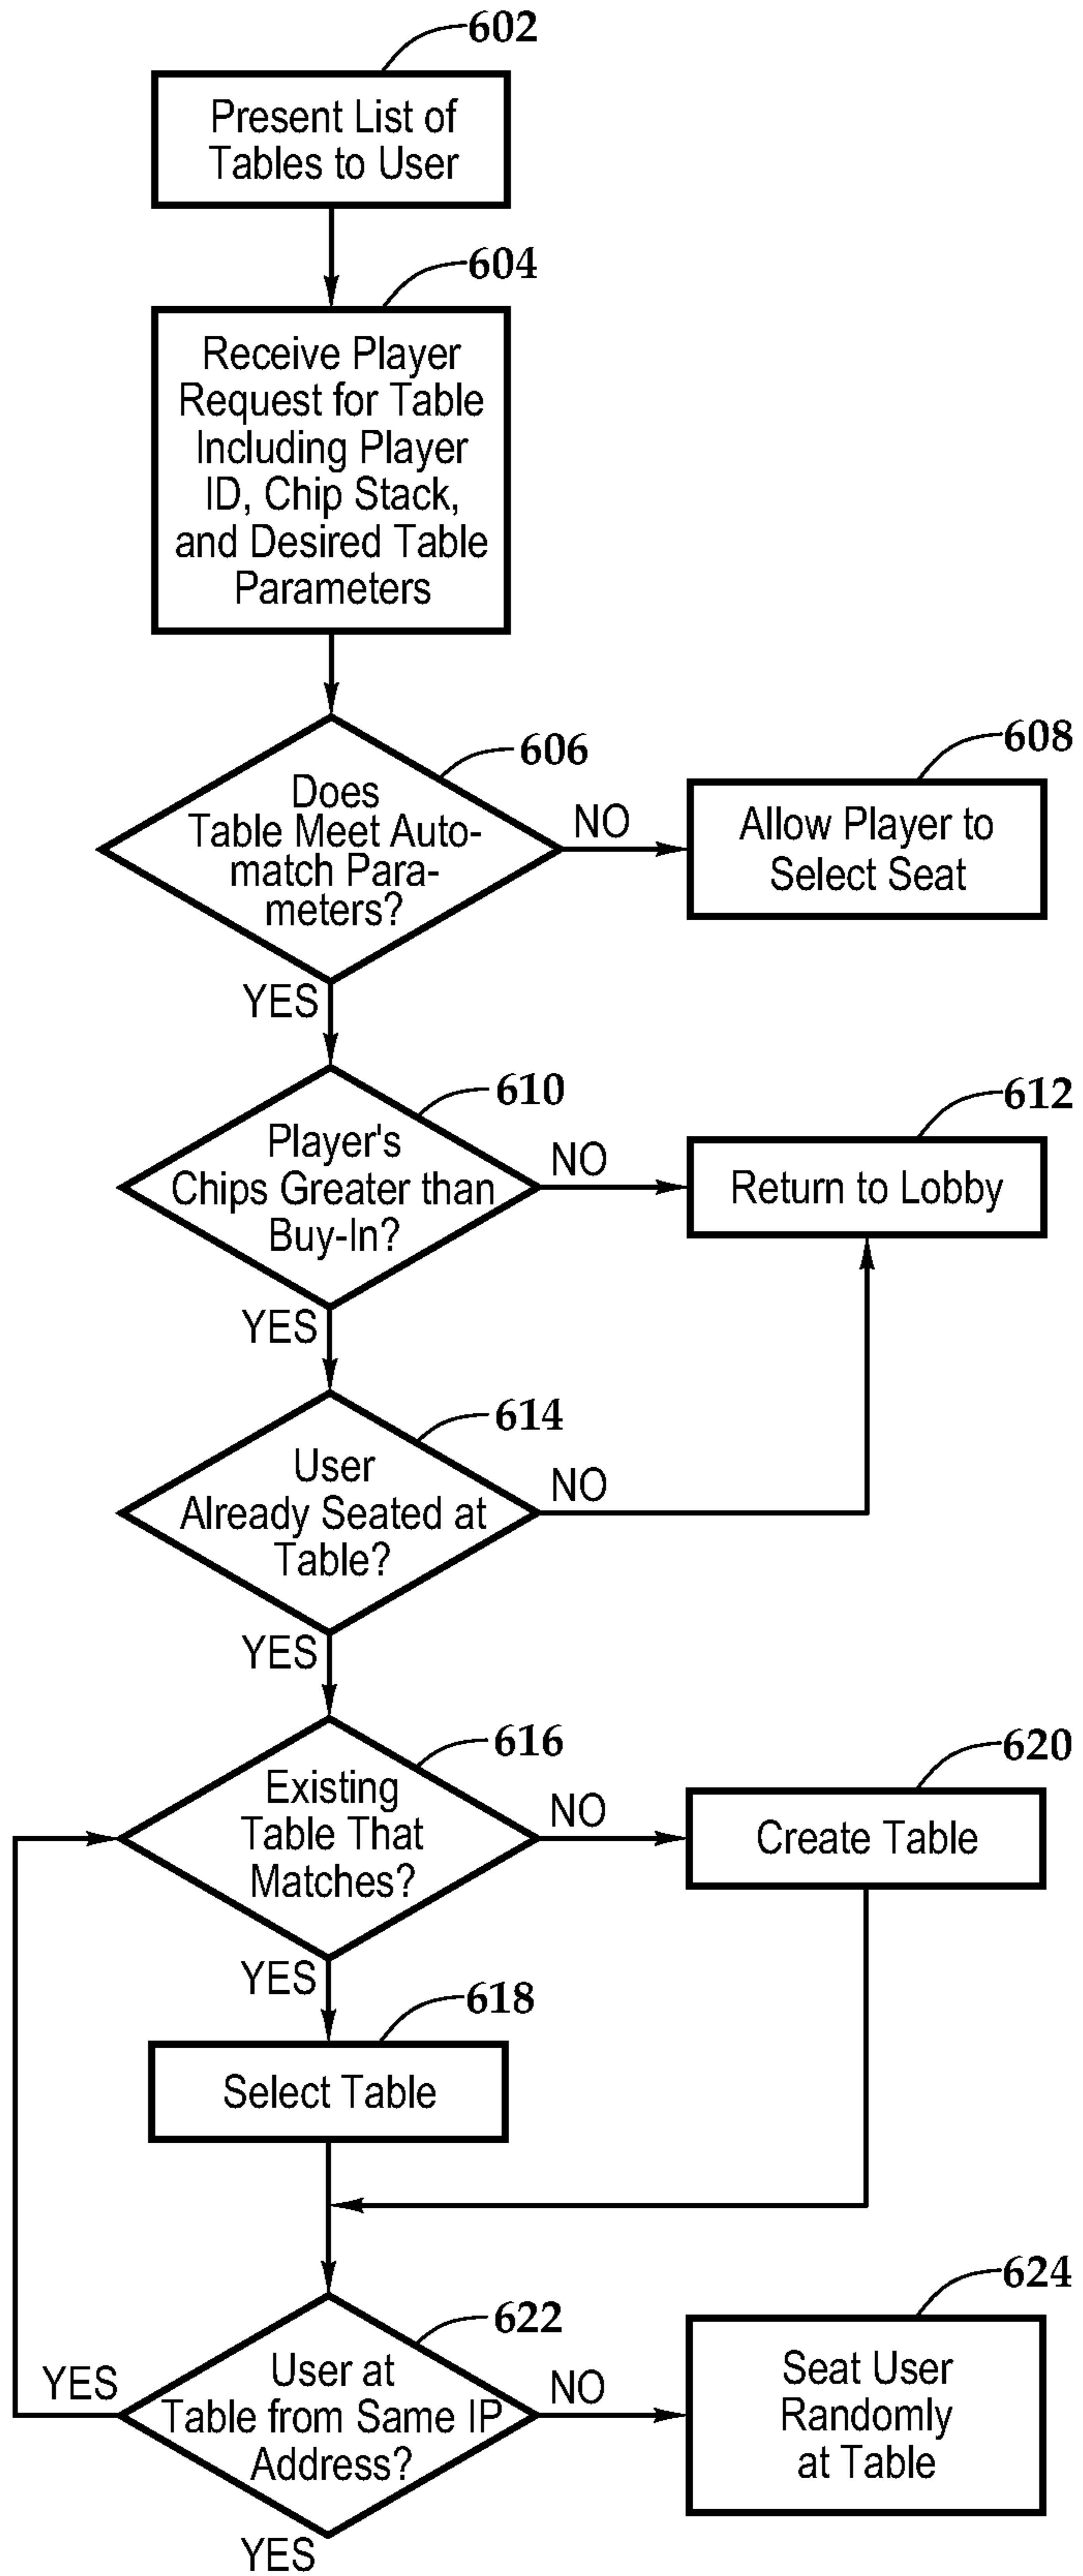 602
Present List of
Tables to User
604
Receive Player
Request for Table
Including Player
ID, Chip Stack,
and Desired Table
Parameters
606
Does
Table Meet Auto-
match Para-
meters?
NO
608
Allow Player to
Select Seat
YES
610
Player's
Chips Greater than
Buy-In?
NO
612
Return to Lobby
YES
614
User
Already Seated at
Table?
NO
YES
616
Existing
Table That
Matches?
NO
620
Create Table
YES
618
Select Table
622
User at
Table from Same IP
Address?
YES
NO
624
Seat User
Randomly
at Table
YES